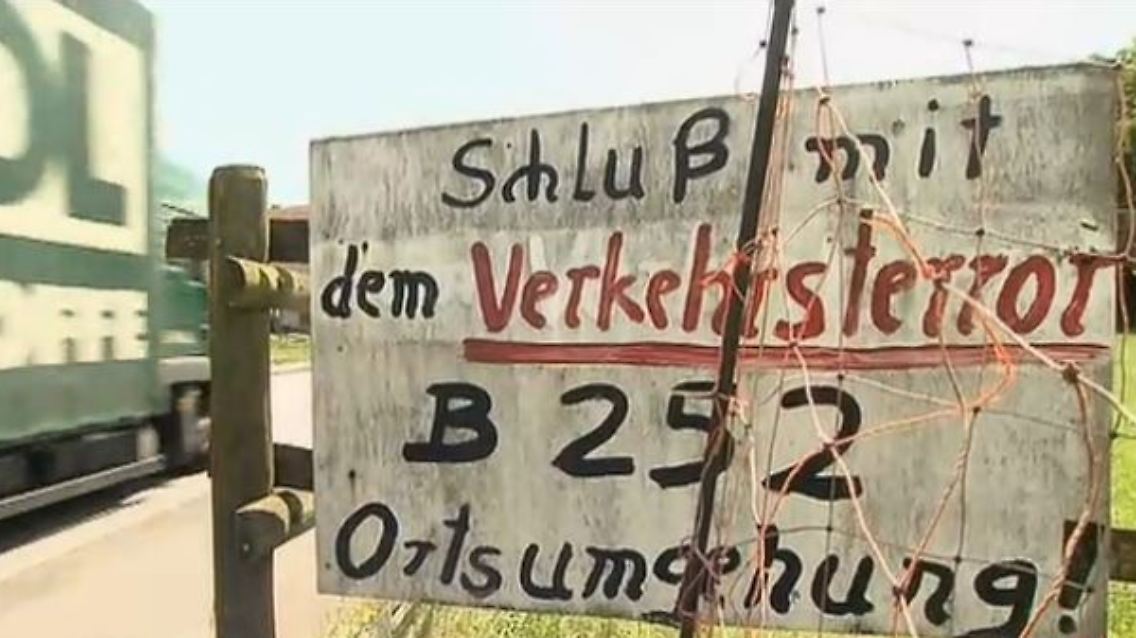 Schluß mit
dem Verkehrsterror
B 252
Ortsumgehung!